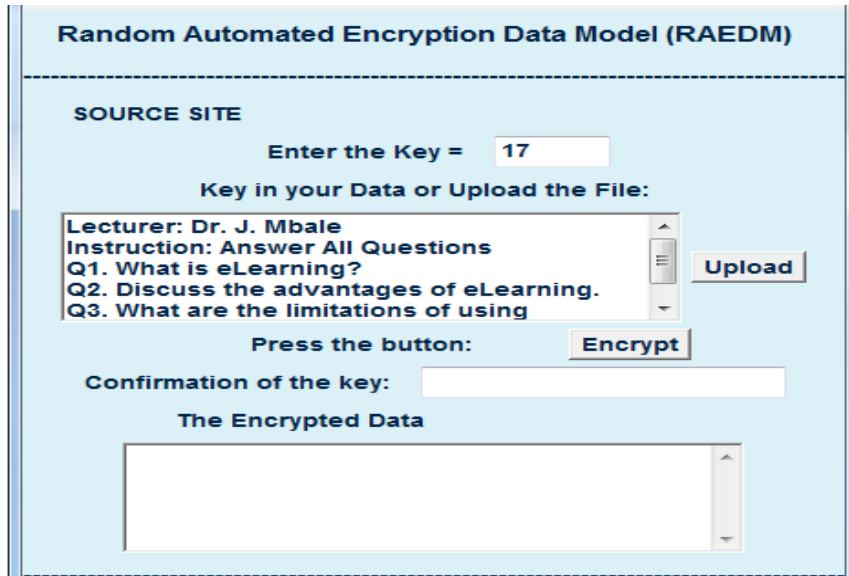 Random Automated Encryption Data Model (RAEDM)
SOURCE SITE
Enter the Key = 17
Key in your Data or Upload the File:
Lecturer: Dr. J. Mbale
Instruction: Answer All Questions
Q1. What is eLearning?
Q2. Discuss the advantages of eLearning.
Q3. What are the limitations of using
Upload
Press the button: Encrypt
Confirmation of the key:
The Encrypted Data